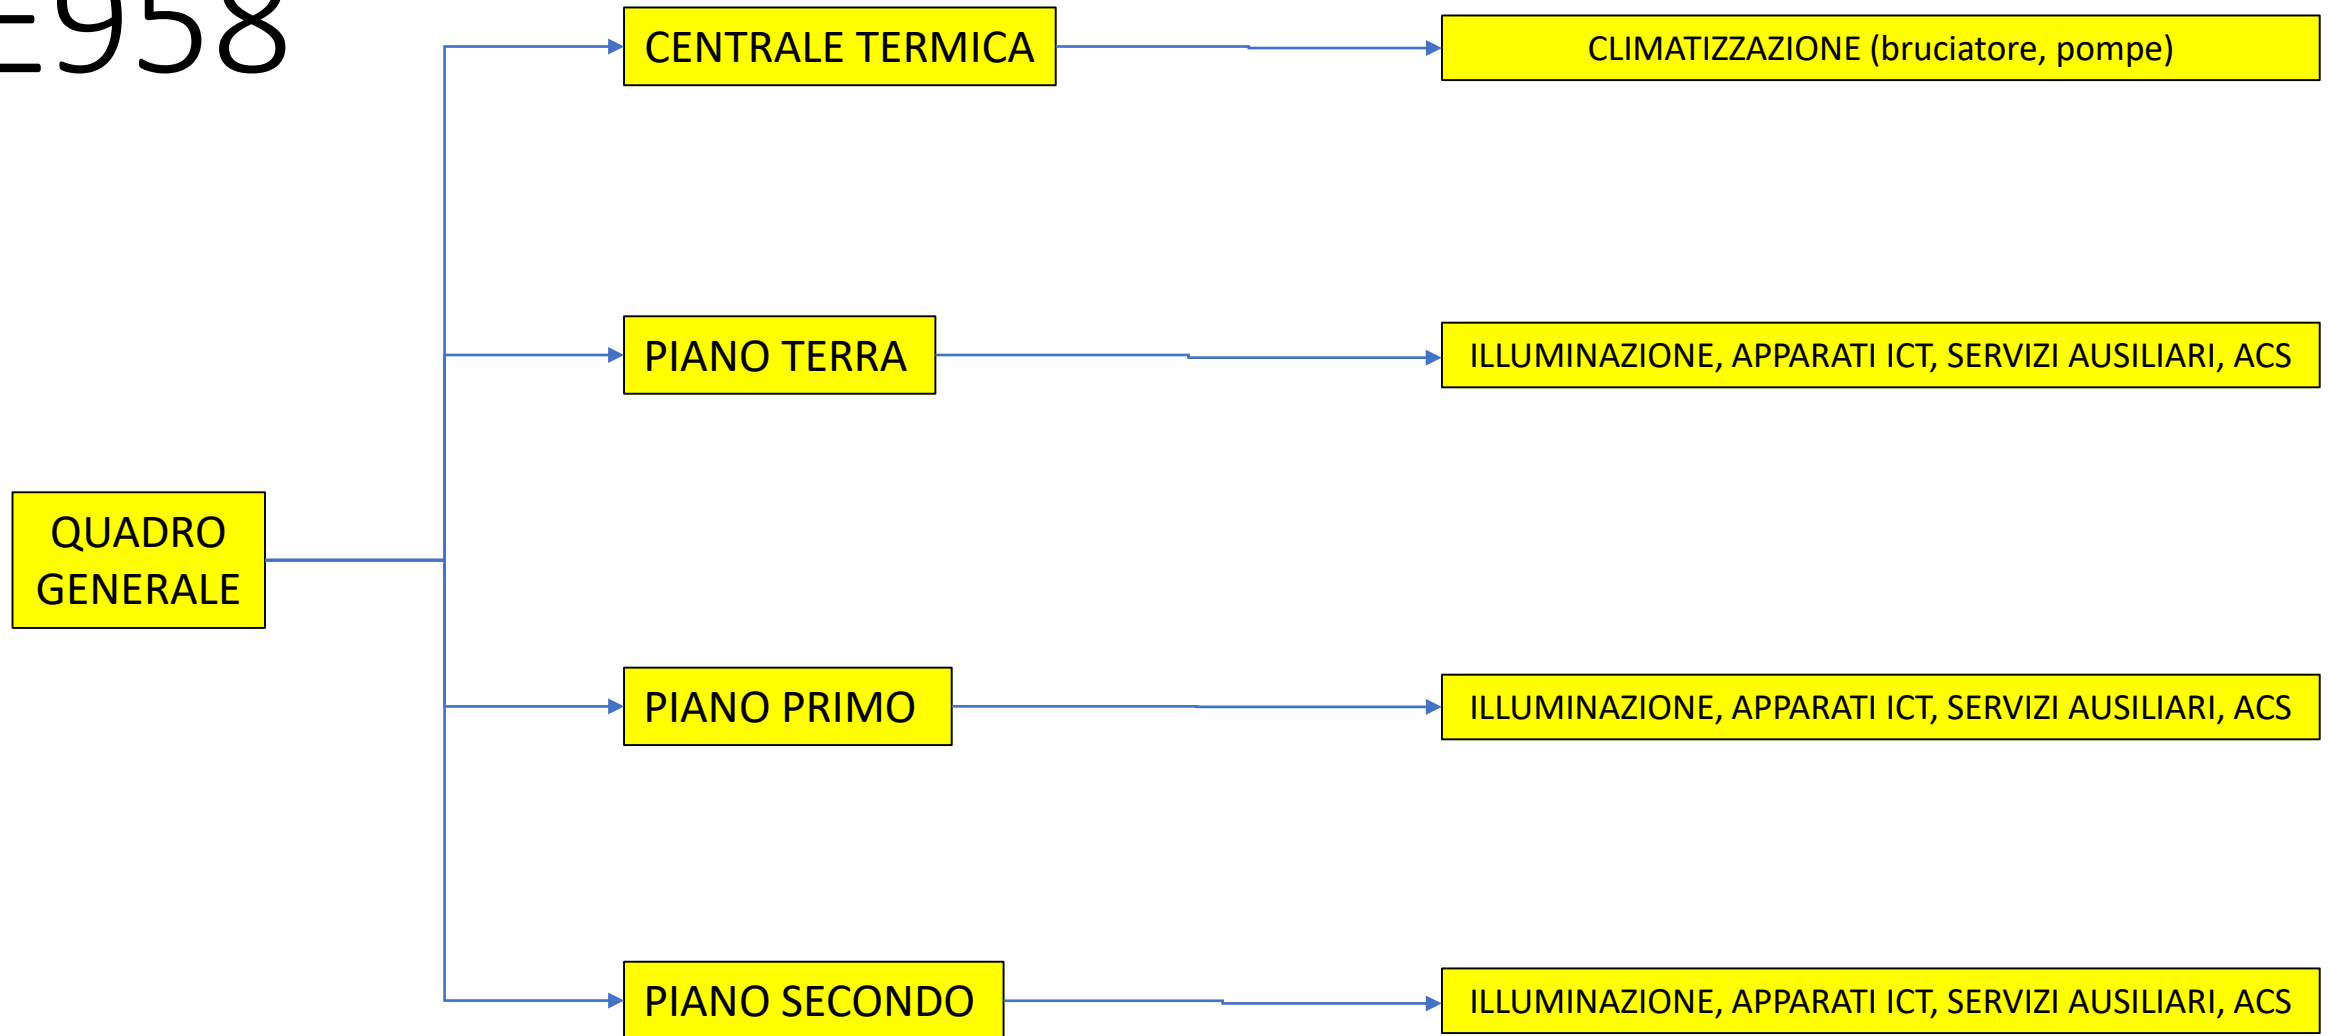 E958
CENTRALE TERMICA
CLIMATIZZAZIONE (bruciatore, pompe)
PIANO TERRA
ILLUMINAZIONE, APPARATI ICT, SERVIZI AUSILIARI, ACS
QUADRO
GENERALE
PIANO PRIMO
ILLUMINAZIONE, APPARATI ICT, SERVIZI AUSILIARI, ACS
PIANO SECONDO
ILLUMINAZIONE, APPARATI ICT, SERVIZI AUSILIARI, ACS